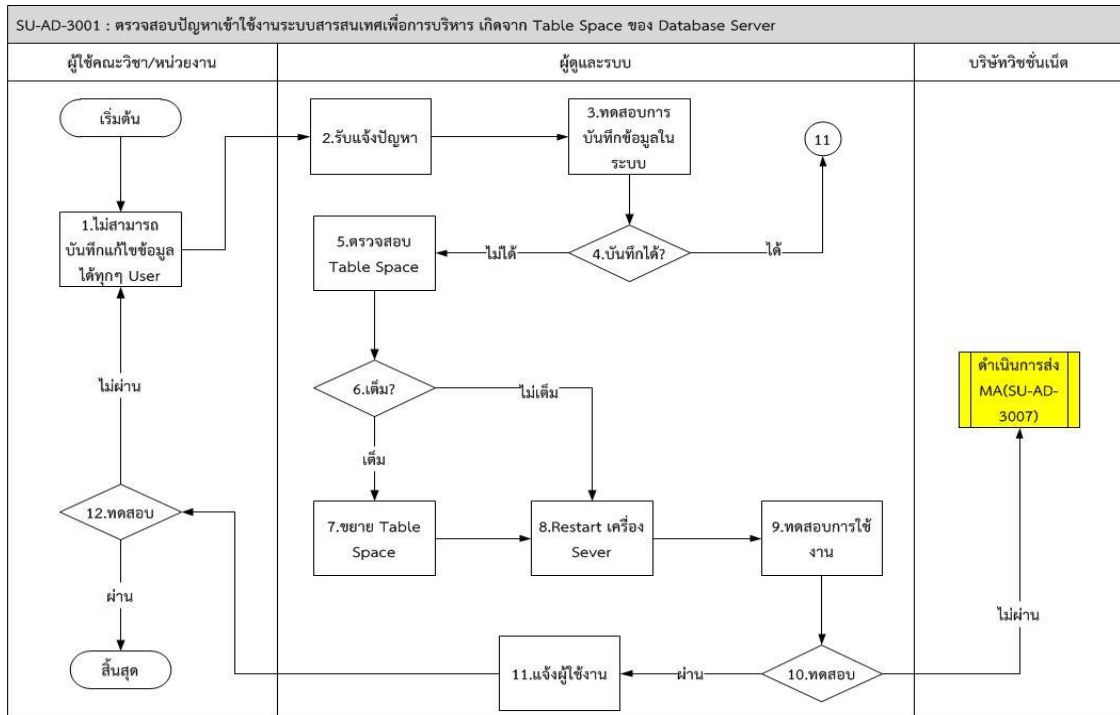 SU-AD-3001 : ตรวจสอบปัญหาเข้าใช้งานระบบสารสนเทศเพื่อการบริหาร เกิดจาก Table Space ของ Database Server
ผู้ใช้คณะวิชา/หน่วยงาน
ผู้ดูและรบบ
บริษัทวิชชั่นเน็ต
เริ่มต้น
2.รับแจ้งปัญหา
3.ทดสอบการ
บันทึกข้อมูลใน
ระบบ
11
1.ไม่สามารถ
บันทึกแก้ไขข้อมูล
ได้ทุกๆ User
5.ตรวจสอบ
Table Space
ไม่ได้
4.บันทึกได้?
ได้
ไม่ผ่าน
6.เต็ม?
ไม่เต็ม
ดำเนินการส่ง
MA(SU-AD-
3007)
เต็ม
12.ทดสอบ
7.ขยาย Table
Space
8.Restart เครื่อง
Sever
9.ทดสอบการใช้
งาน
ผ่าน
ไม่ผ่าน
สิ้นสุด
11.แจ้งผู้ใช้งาน
ผ่าน
10.ทดสอบ